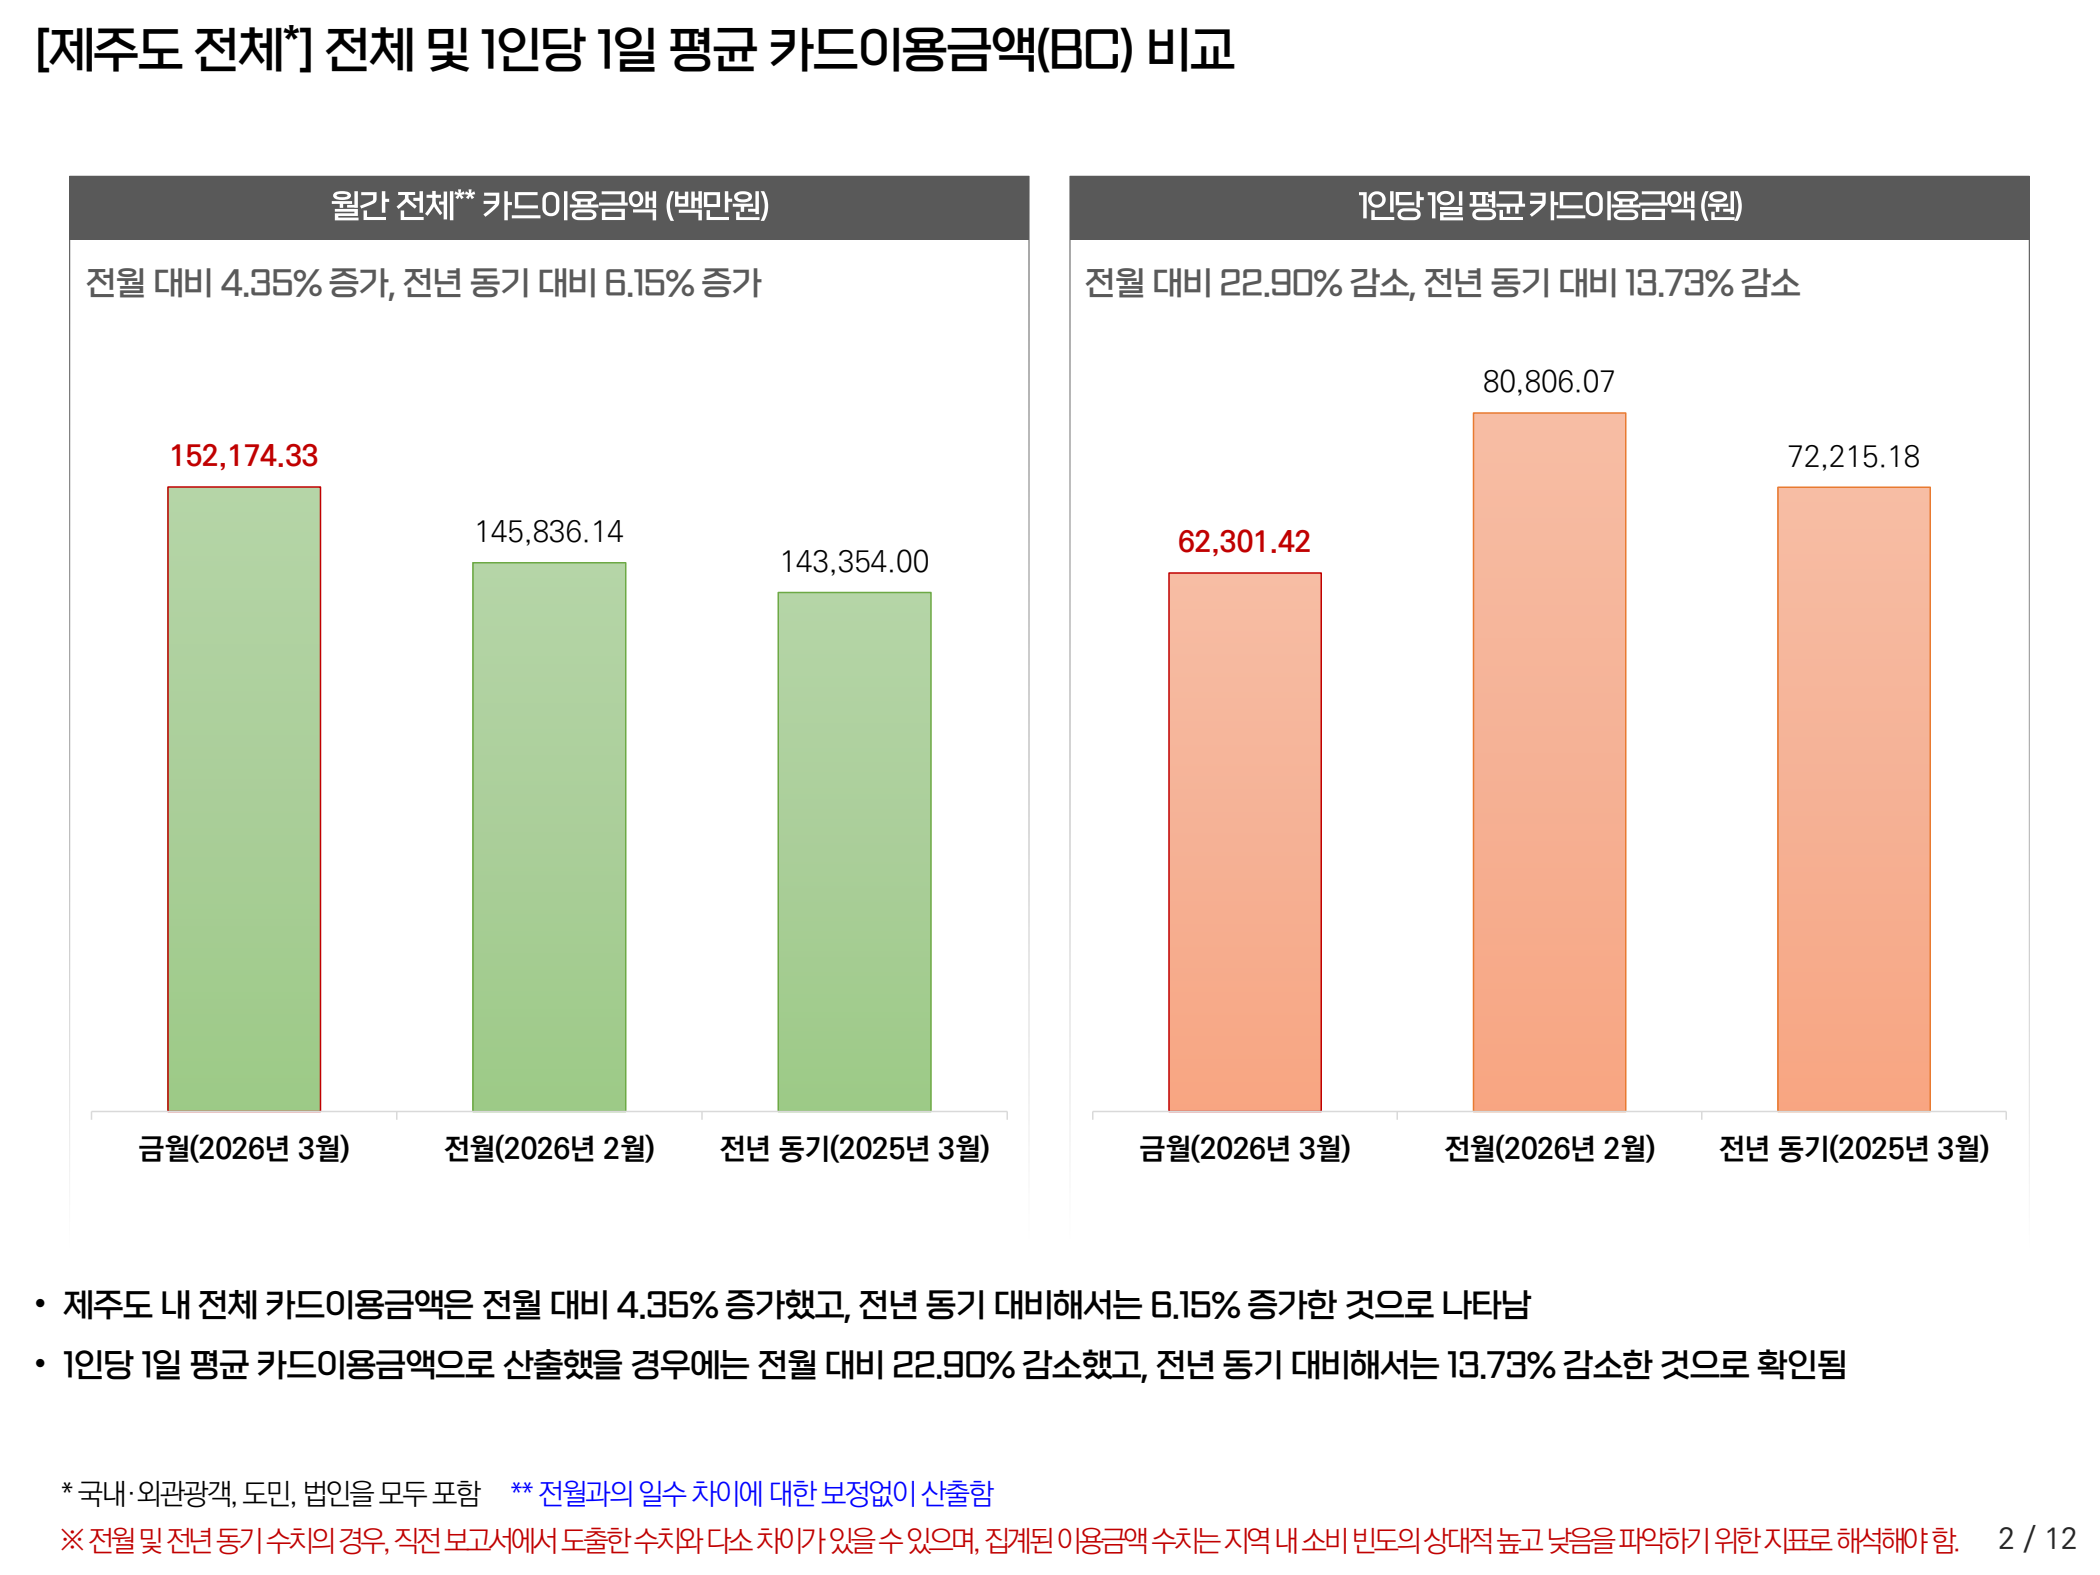 [제주도 전체*] 전체 및 1인당 1일 평균 카드이용금액(BC) 비교
월간 전체** 카드이용금액 (백만원)
전월 대비 4.35% 증가, 전년 동기 대비 6.15% 증가
152,174.33
145,836.14
143,354.00
금월(2026년 3월)
전월(2026년 2월)
전년 동기(2025년 3월)
1인당 1일 평균 카드이용금액 (원)
전월 대비 22.90% 감소, 전년 동기 대비 13.73% 감소
62,301.42
80,806.07
72,215.18
금월(2026년 3월)
전월(2026년 2월)
전년 동기(2025년 3월)
• 제주도 내 전체 카드이용금액은 전월 대비 4.35% 증가했고, 전년 동기 대비해서는 6.15% 증가한 것으로 나타남
• 1인당 1일 평균 카드이용금액으로 산출했을 경우에는 전월 대비 22.90% 감소했고, 전년 동기 대비해서는 13.73% 감소한 것으로 확인됨
* 국내·외관광객, 도민, 법인을 모두 포함 ** 전월과의 일수 차이에 대한 보정없이 산출함
※ 전월 및 전년 동기 수치의 경우, 직전 보고서에서 도출한 수치와 다소 차이가 있을 수 있으며, 집계된 이용금액 수치는 지역 내 소비 빈도의 상대적 높고 낮음을 파악하기 위한 지표로 해석해야 함.
2 / 12